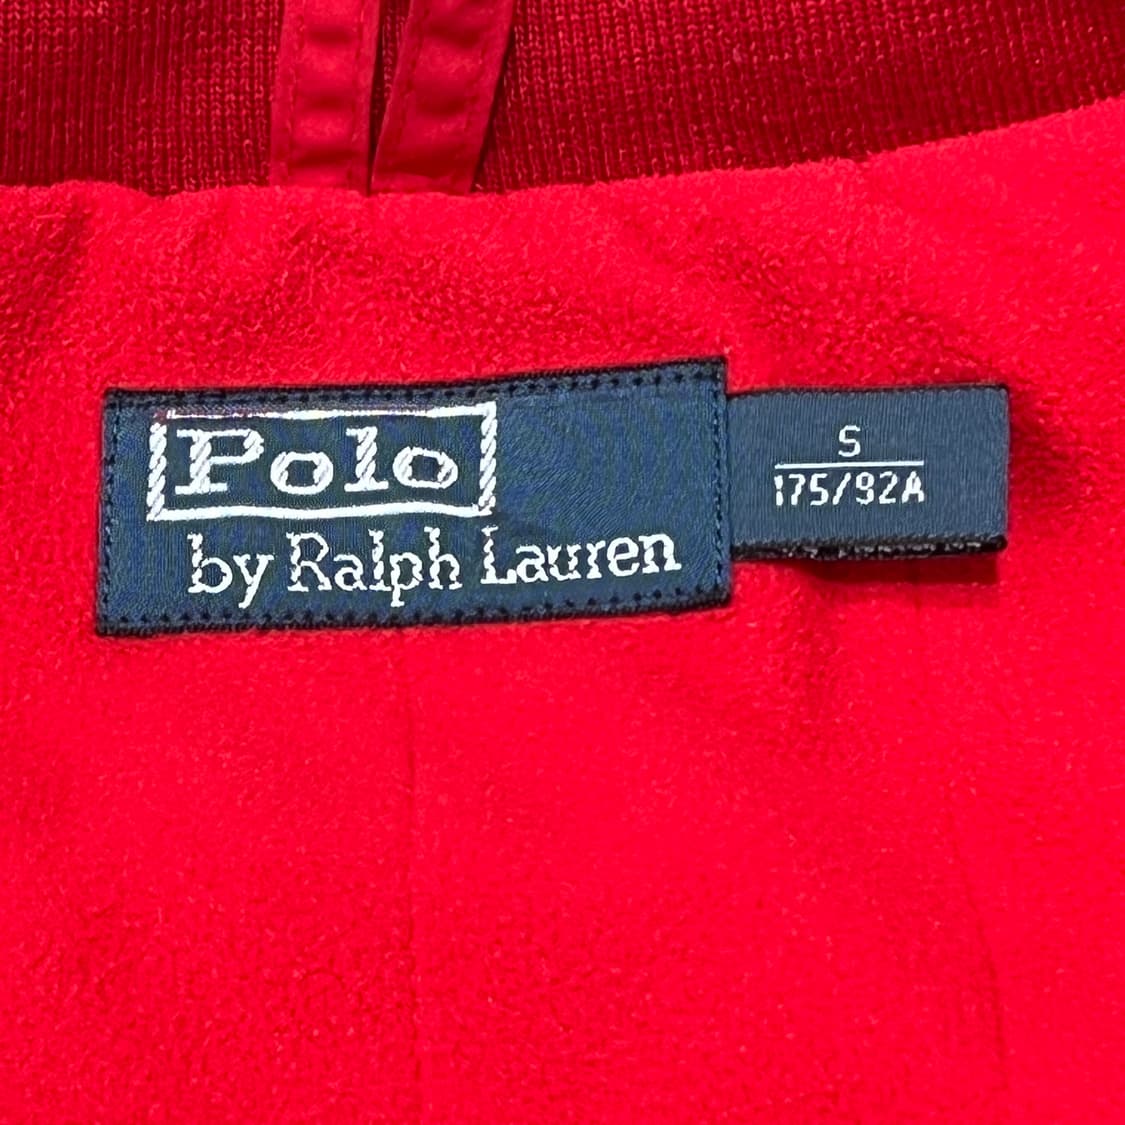 Polo
by Ralph Lauren
S
175/92A